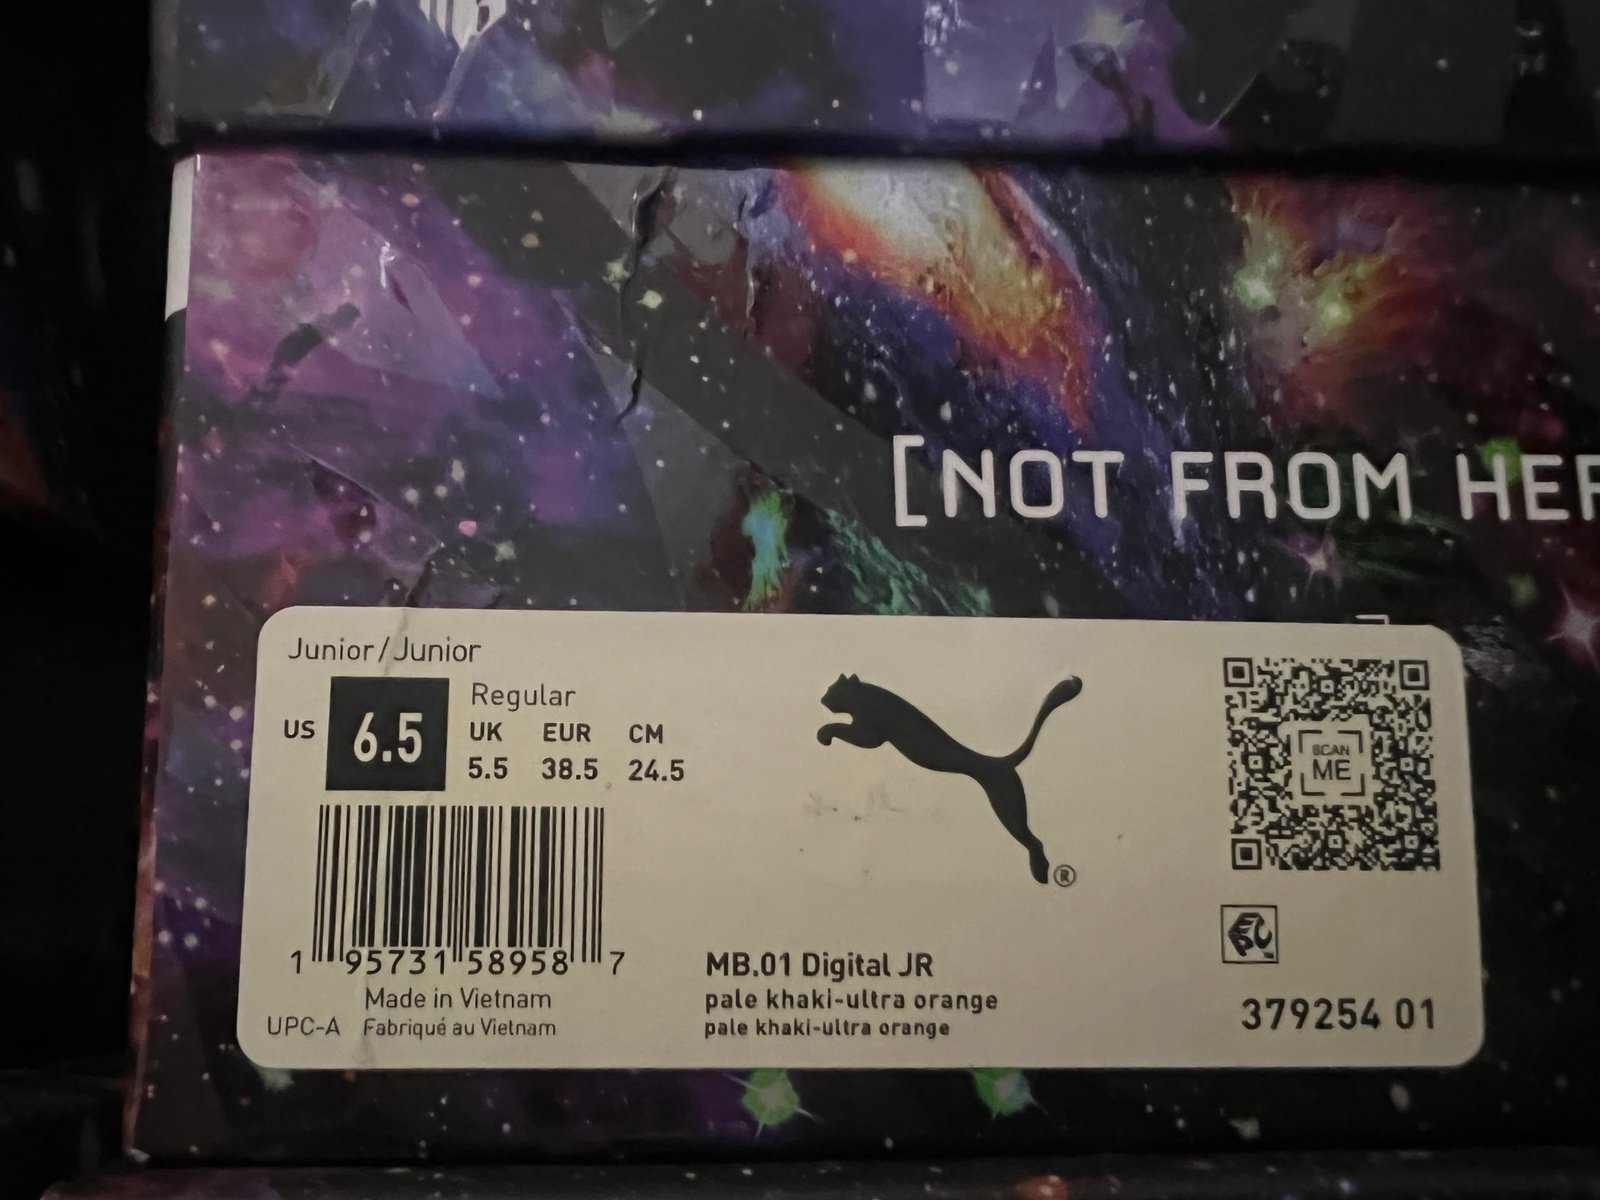 [NOT FROM HER
Junior/Junior
US 6.5
Regular
UK EUR CM
5.5 38.5 24.5
SCAN
ME
®
1 95731 58958 7
Made in Vietnam
UPC-A Fabriqué au Vietnam
MB.01 Digital JR
pale khaki-ultra orange
pale khaki-ultra orange
379254 01